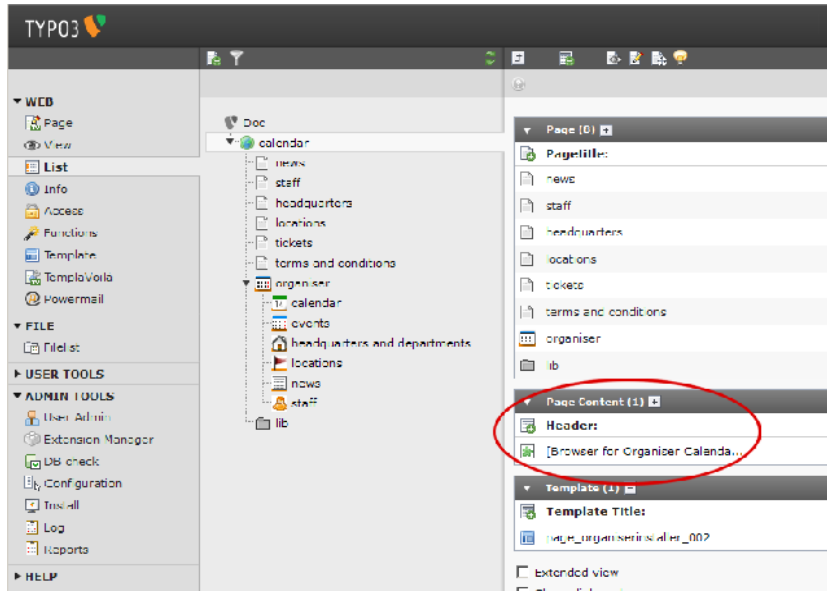 TYPO3
WEB
Page
View
List
Info
Access
Functions
Template
TemplaVoila
Powermail
FILE
Filelist
USER TOOLS
ADMIN TOOLS
User Admin
Extension Manager
DB check
Configuration
Install
Log
Reports
HELP
Doc
calendar
news
staff
headquarters
locations
tickets
terms and conditions
organiser
calendar
events
headquarters and departments
locations
news
staff
lib
Page (8)
Pagetitle:
news
staff
headquarters
locations
tickets
terms and conditions
organiser
lib
Page Content (1)
Header:
[Browser for Organiser Calenda...
Template (1)
Template Title:
page_organiserinstaller_002
Extended view